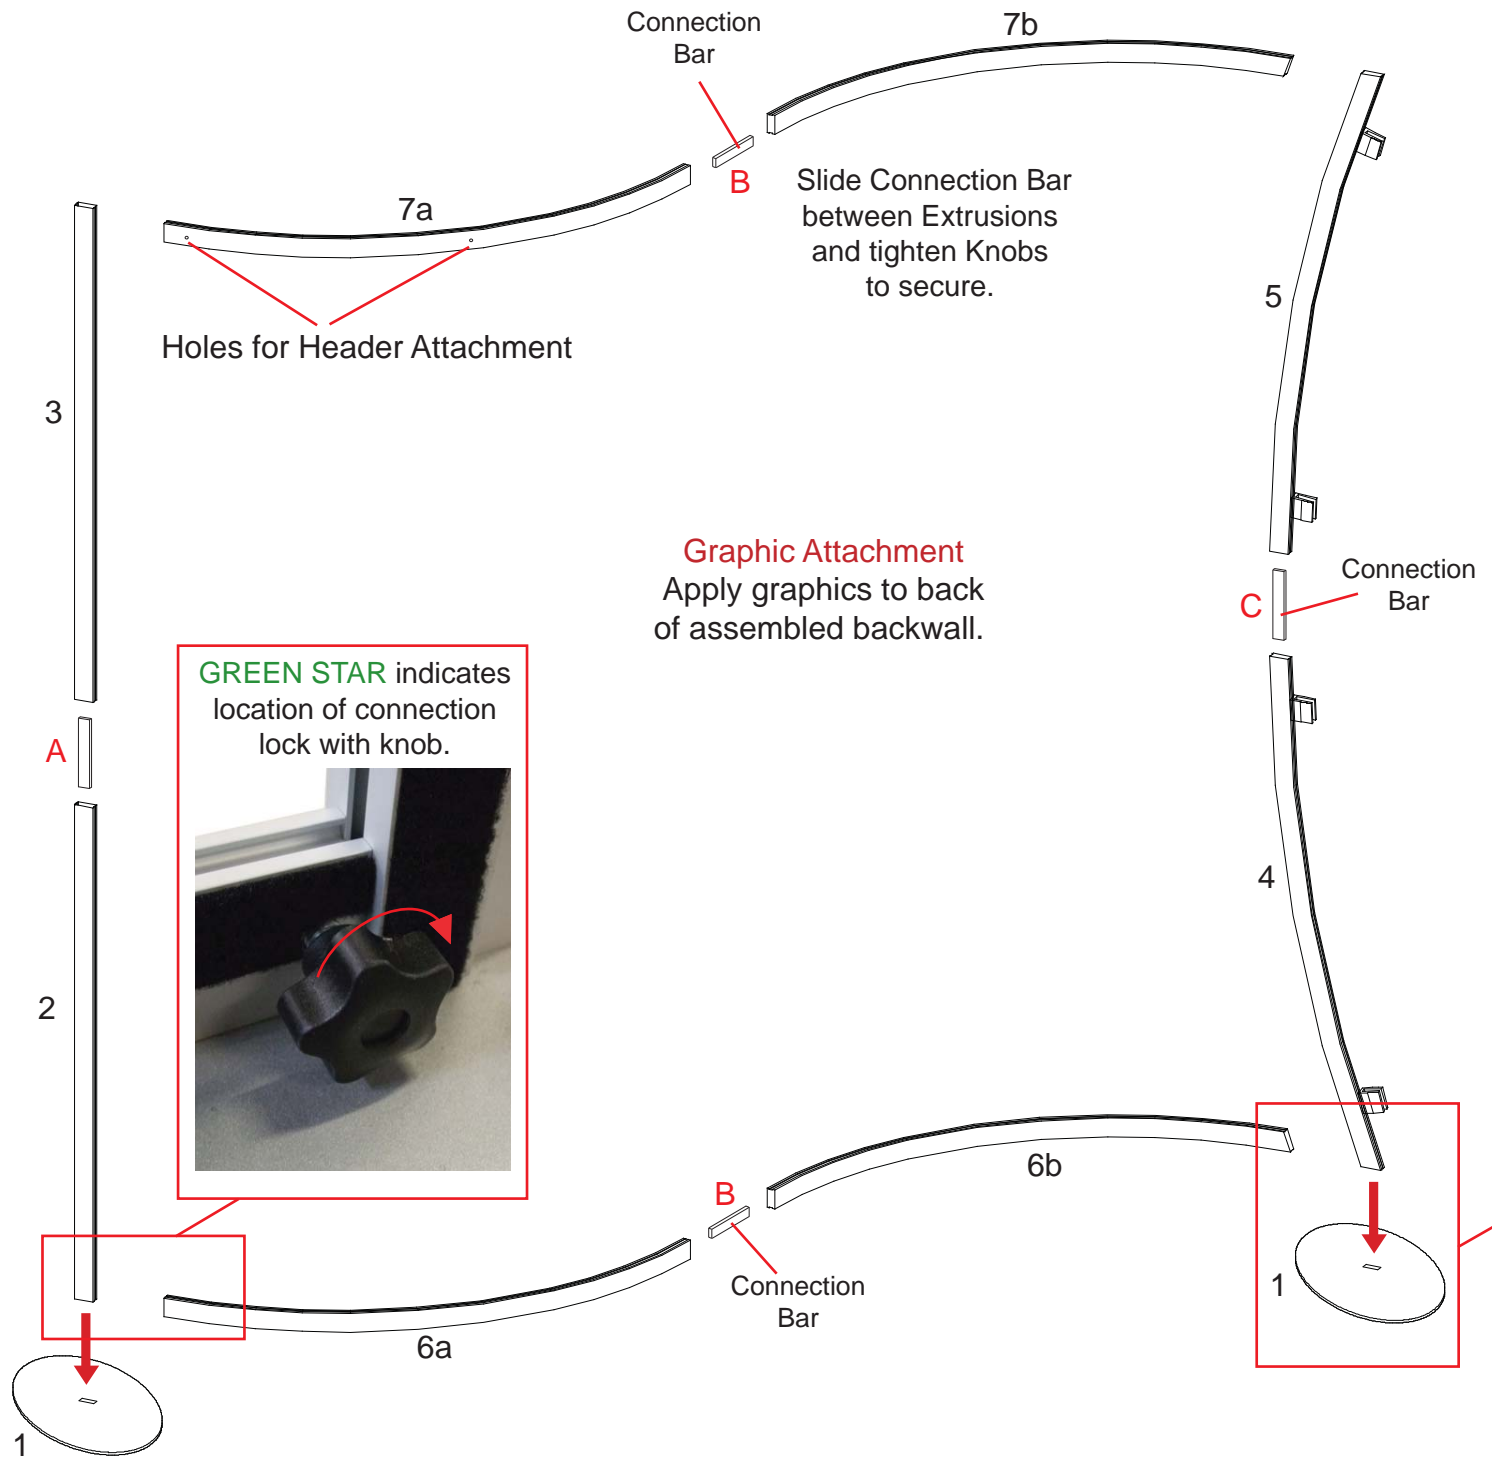 Connection
Bar
7b
B
Slide Connection Bar
between Extrusions
and tighten Knobs
to secure.
7a
Holes for Header Attachment
3
5
Graphic Attachment
Apply graphics to back
of assembled backwall.
C
Connection
Bar
GREEN STAR indicates
location of connection
lock with knob.
A
4
2
6b
B
Connection
Bar
1
6a
1